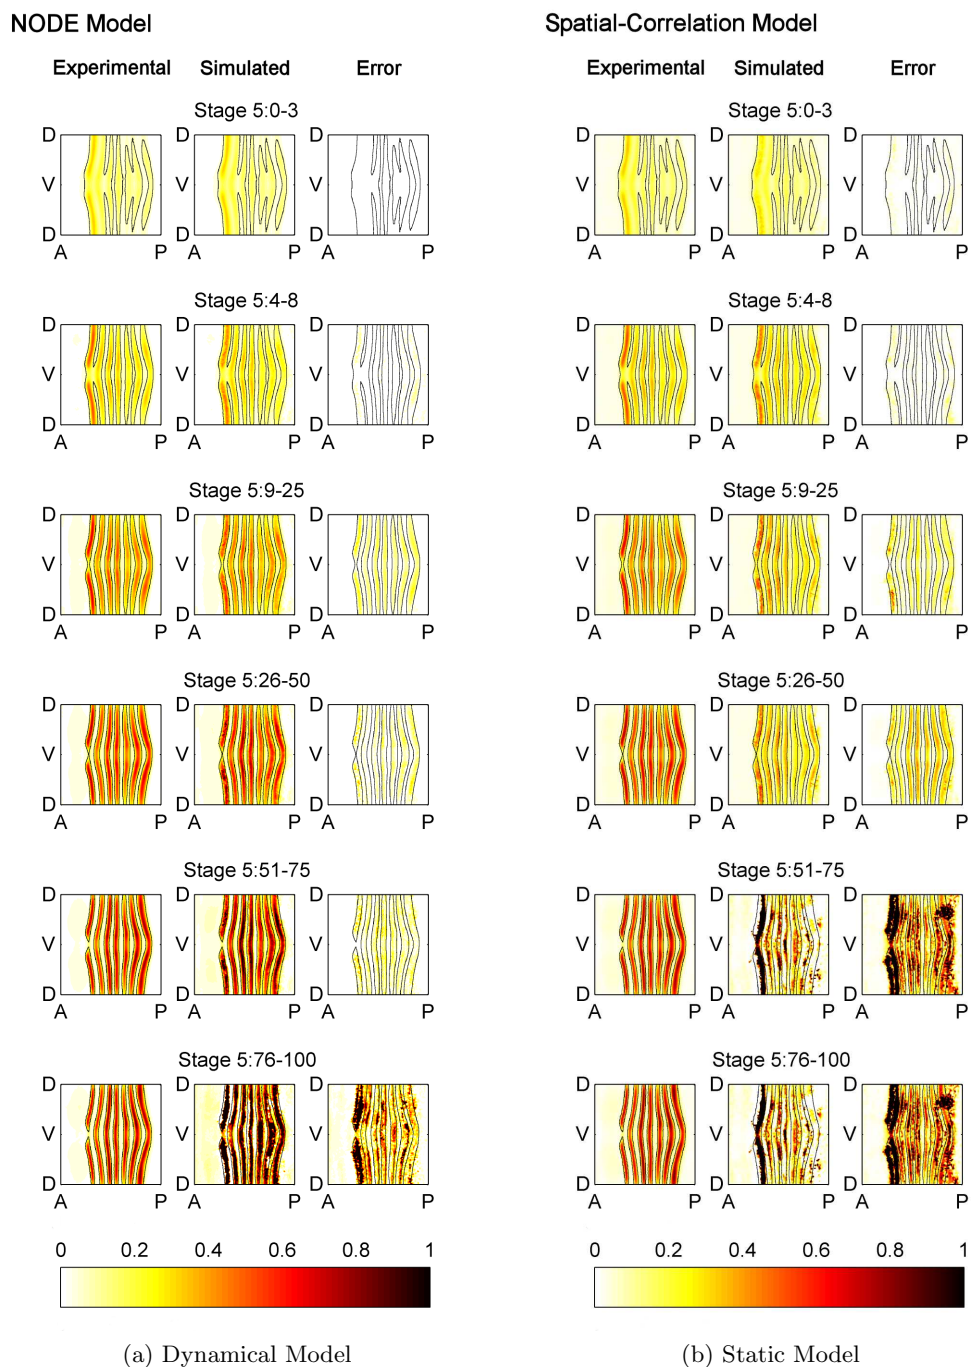 NODE Model
Spatial-Correlation Model
Experimental Simulated Error
Experimental Simulated Error
Stage 5:0-3
Stage 5:0-3
D D
D D
V V
V V
D D
D D
A P A P A P
A P A P A P
Stage 5:4-8
Stage 5:4-8
D D D
D D D
V V V
V V V
D D D
D D D
A P A P A P
A P A P A P
Stage 5:9-25
Stage 5:9-25
D D D
D D D
V V V
V V V
D D D
D D D
A P A P A P
A P A P A P
Stage 5:26-50
Stage 5:26-50
D D D
D D D
V V V
V V V
D D D
D D D
A P A P A P
A P A P A P
Stage 5:51-75
Stage 5:51-75
D D D
D D D
V V V
V V V
D D D
D D D
A P A P A P
A P A P A P
Stage 5:76-100
Stage 5:76-100
D D D
D D D
V V V
V V V
D D D
D D D
A P A P A P
A P A P A P
0 0.2 0.4 0.6 0.8 1
0 0.2 0.4 0.6 0.8 1
(a) Dynamical Model
(b) Static Model